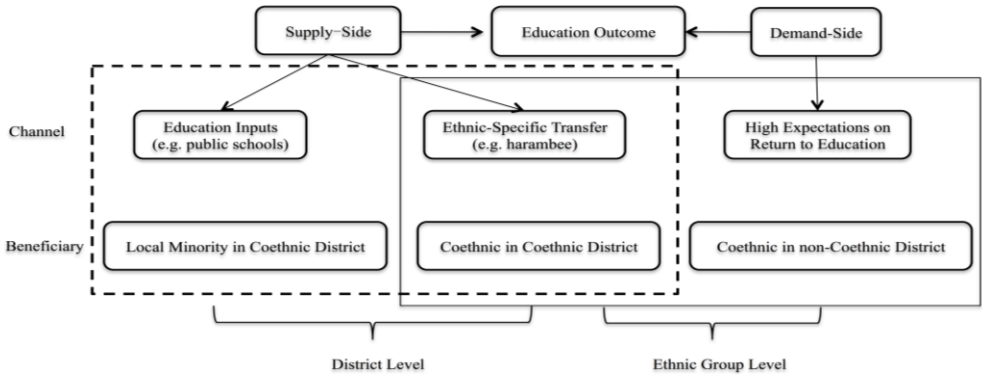 Supply-Side
Education Outcome
Demand-Side
Channel
Education Inputs
(e.g. public schools)
Ethnic-Specific Transfer
(e.g. harambee)
High Expectations on
Return to Education
Beneficiary
Local Minority in Coethnic District
Coethnic in Coethnic District
Coethnic in non-Coethnic District
District Level
Ethnic Group Level